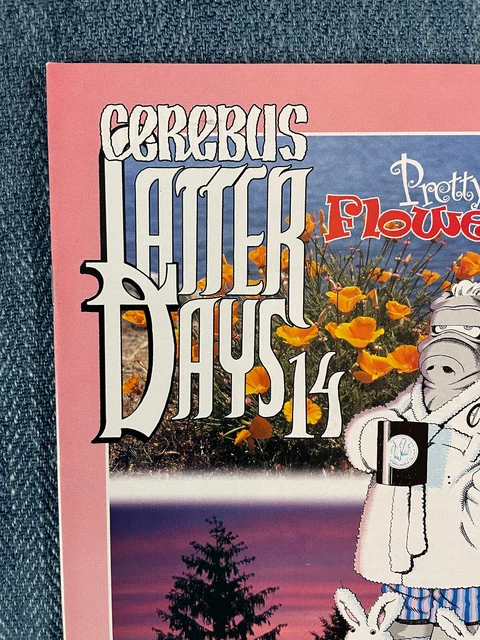 CEREBUS
LATTER
DAYS 14
Pretty
Flowe